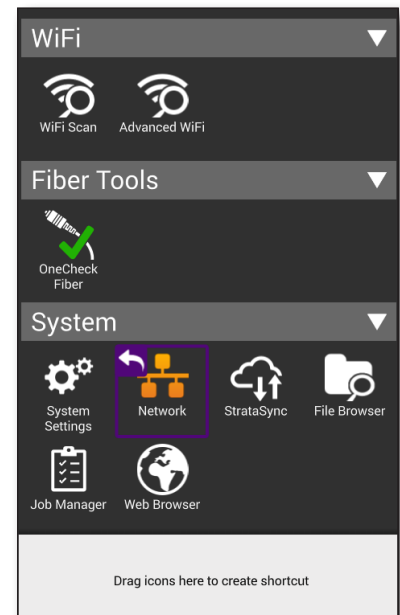 WiFi
WiFi Scan
Advanced WiFi
Fiber Tools
OneCheck
Fiber
System
System
Settings
Network
StrataSync
File Browser
Job Manager
Web Browser
Drag icons here to create shortcut